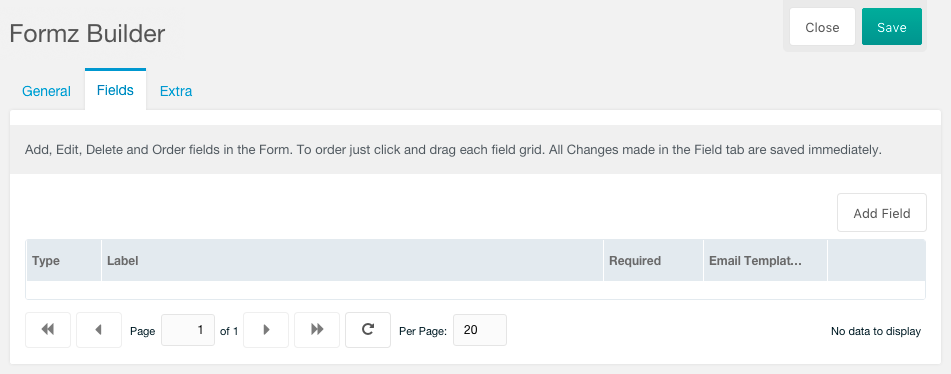 Formz Builder
Close Save
General Fields Extra
Add, Edit, Delete and Order fields in the Form. To order just click and drag each field grid. All Changes made in the Field tab are saved immediately.
Add Field
Type Label Required Email Templat...
Page 1 of 1 Per Page: 20 No data to display